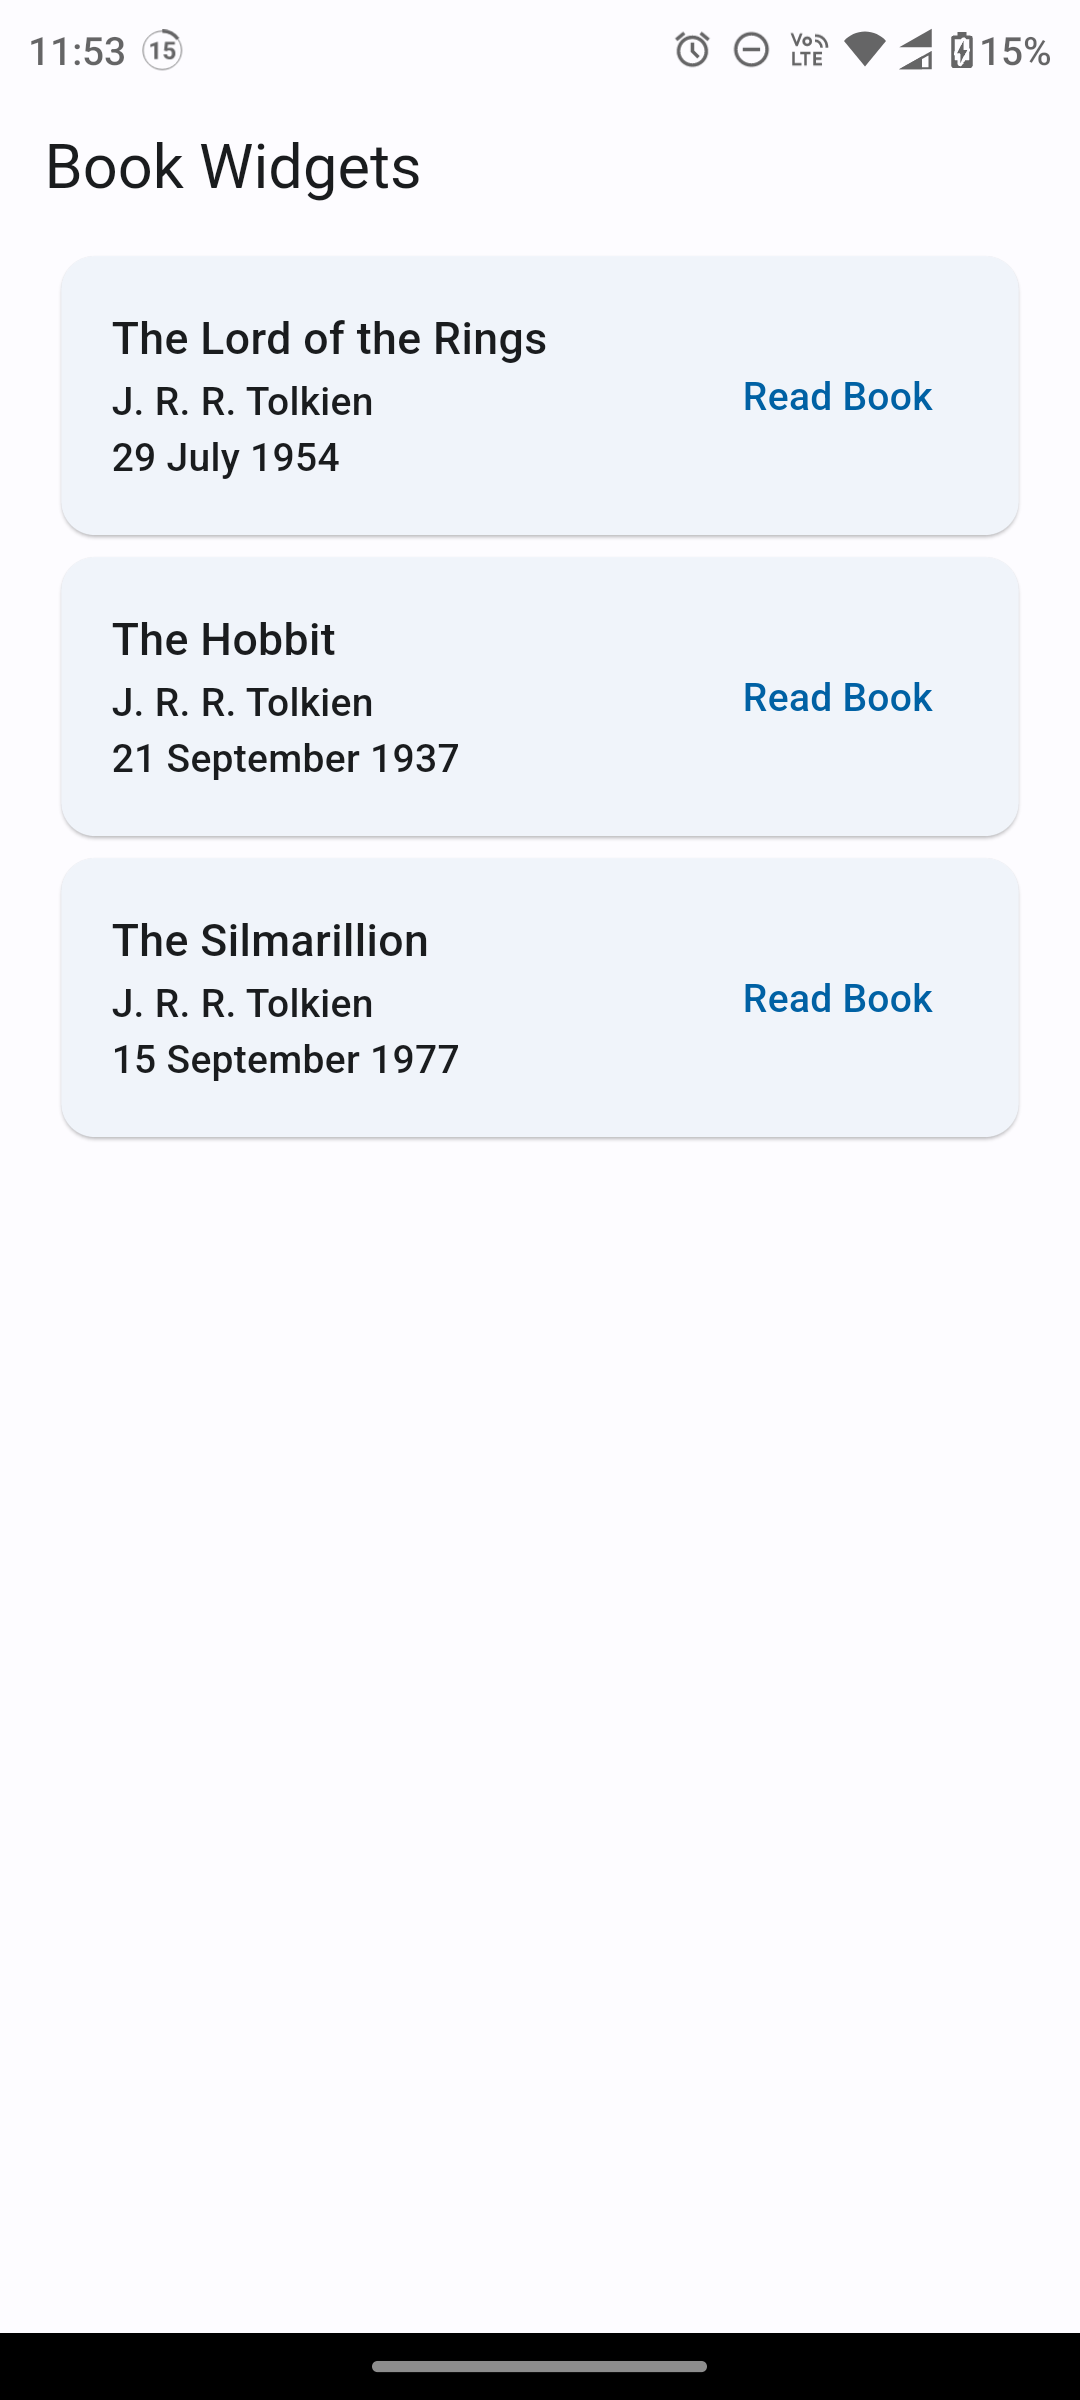 11:53 15 Vo LTE 15%
Book Widgets
The Lord of the Rings
J. R. R. Tolkien
29 July 1954
Read Book
The Hobbit
J. R. R. Tolkien
21 September 1937
Read Book
The Silmarillion
J. R. R. Tolkien
15 September 1977
Read Book